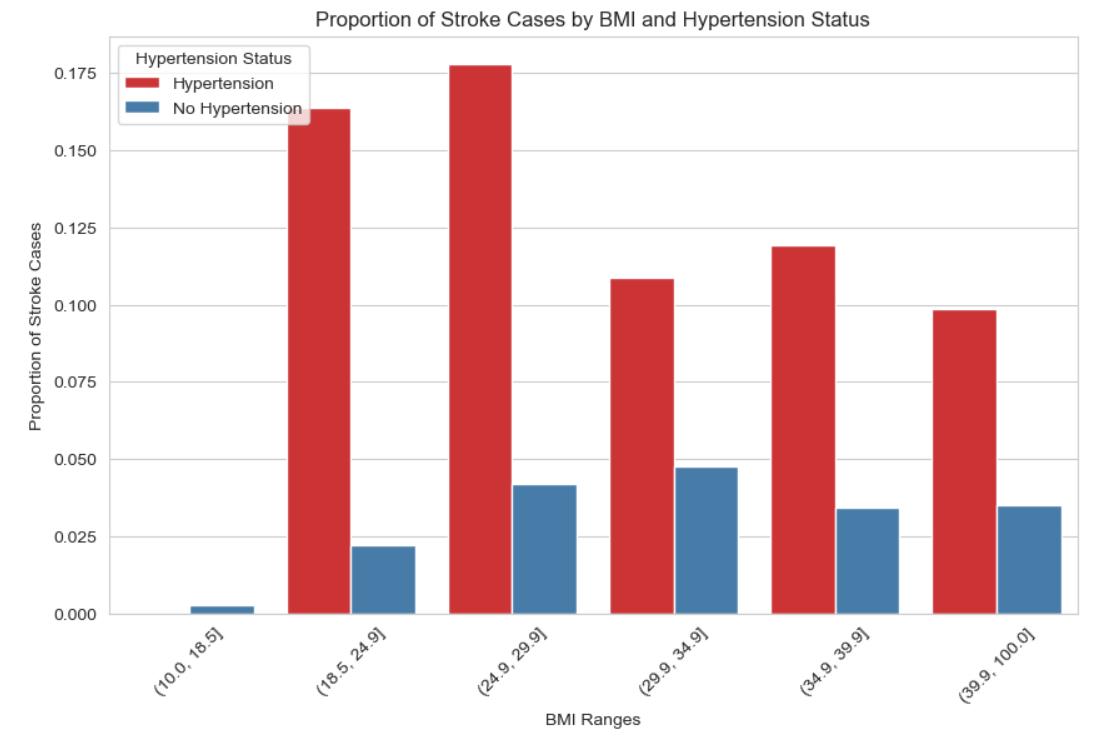 Proportion of Stroke Cases by BMI and Hypertension Status
Hypertension Status
Hypertension
No Hypertension
0.175
0.150
0.125
0.100
0.075
0.050
0.025
0.000
Proportion of Stroke Cases
(10.0, 18.5]
(18.5, 24.9]
(24.9, 29.9]
(29.9, 34.9]
(34.9, 39.9]
(39.9, 100.0]
BMI Ranges